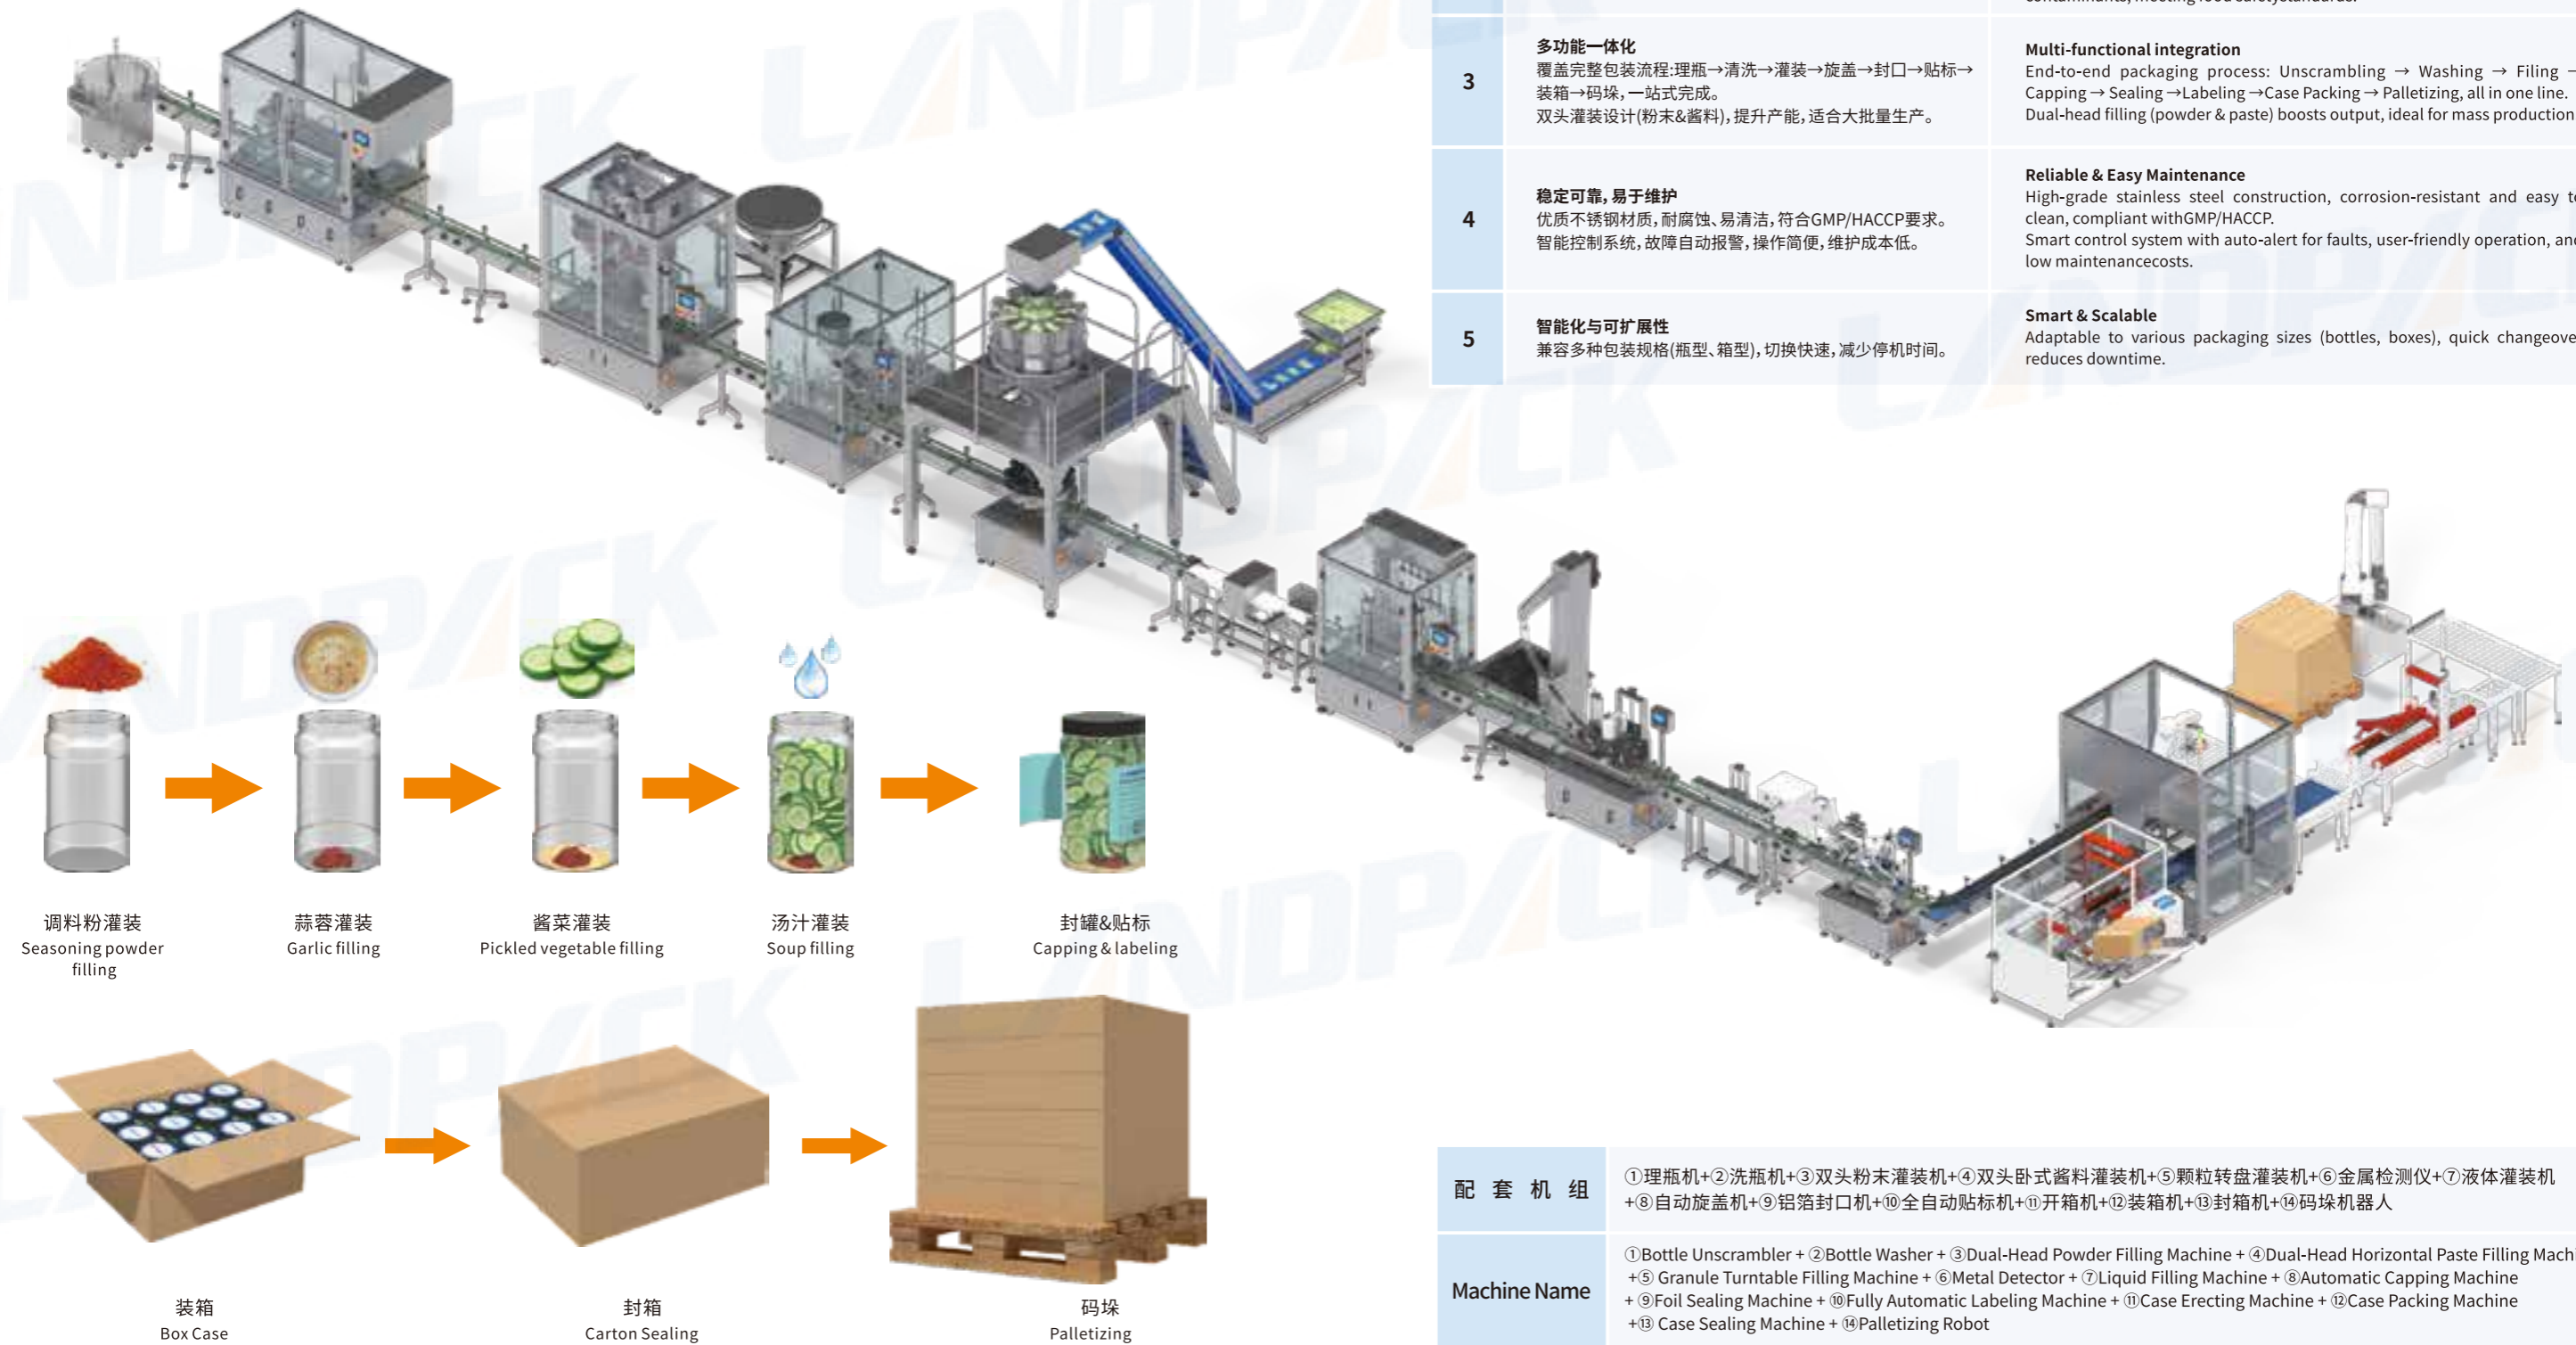 contaminants, meeting food safetystandards.
3
多功能一体化
覆盖完整包装流程:理瓶→清洗→灌装→旋盖→封口→贴标→
装箱→码垛,一站式完成。
双头灌装设计(粉末&酱料),提升产能,适合大批量生产。
Multi-functional integration
End-to-end packaging process: Unscrambling → Washing → Filing →
Capping → Sealing →Labeling →Case Packing → Palletizing, all in one line.
Dual-head filling (powder & paste) boosts output, ideal for mass production
4
稳定可靠,易于维护
优质不锈钢材质,耐腐蚀、易清洁,符合GMP/HACCP要求。
智能控制系统,故障自动报警,操作简便,维护成本低。
Reliable & Easy Maintenance
High-grade stainless steel construction, corrosion-resistant and easy to
clean, compliant withGMP/HACCP.
Smart control system with auto-alert for faults, user-friendly operation, and
low maintenancecosts.
5
智能化与可扩展性
兼容多种包装规格(瓶型、箱型),切换快速,减少停机时间。
Smart & Scalable
Adaptable to various packaging sizes (bottles, boxes), quick changeove
reduces downtime.
调料粉灌装
Seasoning powder
filling
蒜蓉灌装
Garlic filling
酱菜灌装
Pickled vegetable filling
汤汁灌装
Soup filling
封罐&贴标
Capping & labeling
装箱
Box Case
封箱
Carton Sealing
码垛
Palletizing
配套机组
①理瓶机+②洗瓶机+③双头粉末灌装机+④双头卧式酱料灌装机+⑤颗粒转盘灌装机+⑥金属检测仪+⑦液体灌装机
+⑧自动旋盖机+⑨铝箔封口机+⑩全自动贴标机+⑪开箱机+⑫装箱机+⑬封箱机+⑭码垛机器人
Machine Name
①Bottle Unscrambler + ②Bottle Washer + ③Dual-Head Powder Filling Machine + ④Dual-Head Horizontal Paste Filling Machi
+⑤ Granule Turntable Filling Machine + ⑥Metal Detector + ⑦Liquid Filling Machine + ⑧Automatic Capping Machine
+ ⑨Foil Sealing Machine + ⑩Fully Automatic Labeling Machine + ⑪Case Erecting Machine + ⑫Case Packing Machine
+⑬ Case Sealing Machine + ⑭Palletizing Robot
LANDPACK